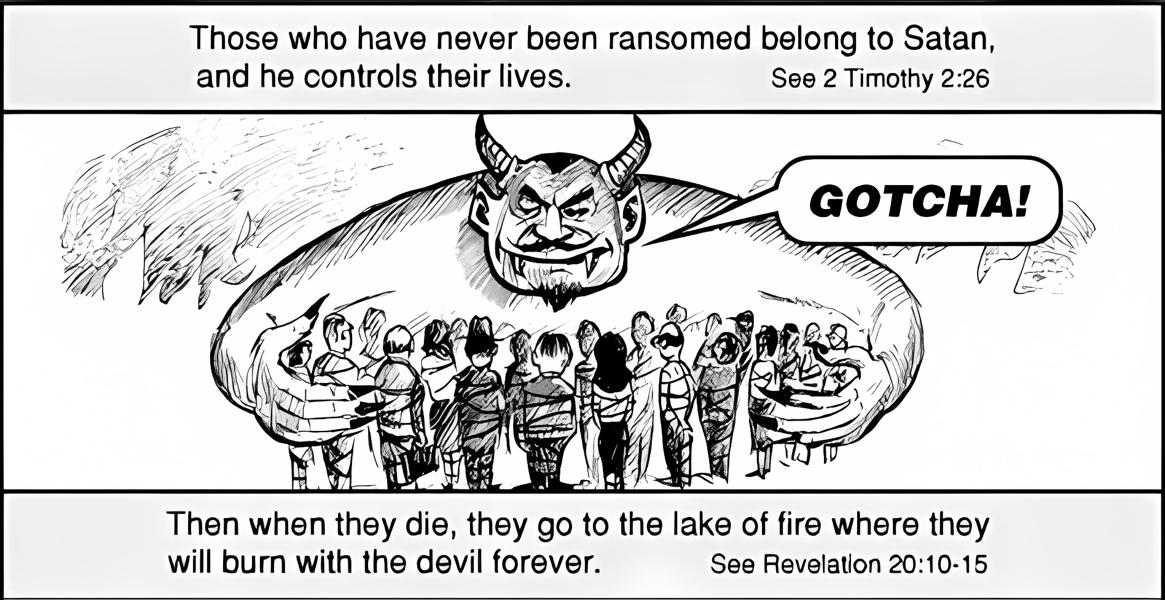 Those who have never been ransomed belong to Satan,
and he controls their lives. See 2 Timothy 2:26
GOTCHA!
Then when they die, they go to the lake of fire where they
will burn with the devil forever. See Revelation 20:10-15